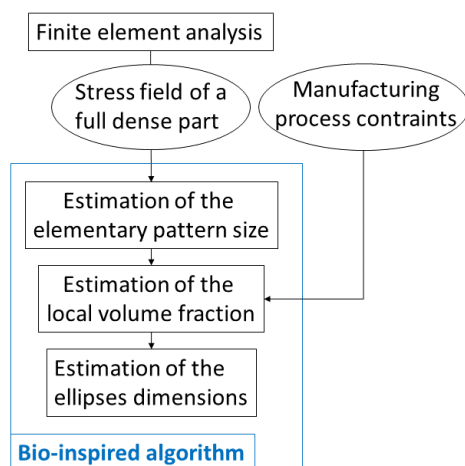 Finite element analysis
Stress field of a
full dense part
Manufacturing
process contraints
Estimation of the
elementary pattern size
Estimation of the
local volume fraction
Estimation of the
ellipses dimensions
Bio-inspired algorithm